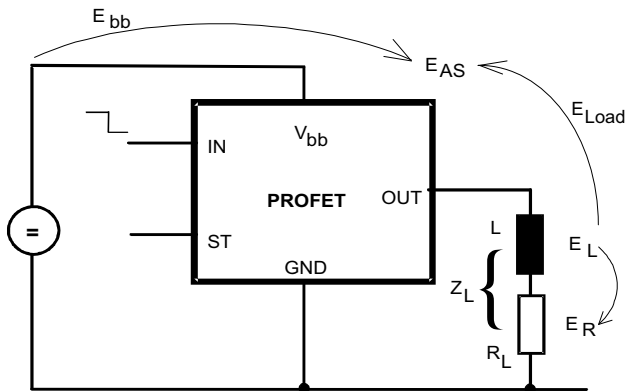 E bb
E AS
E Load
V bb
IN
PROFET
OUT
=
ST
L
E L
GND
Z L
{
E R
R L